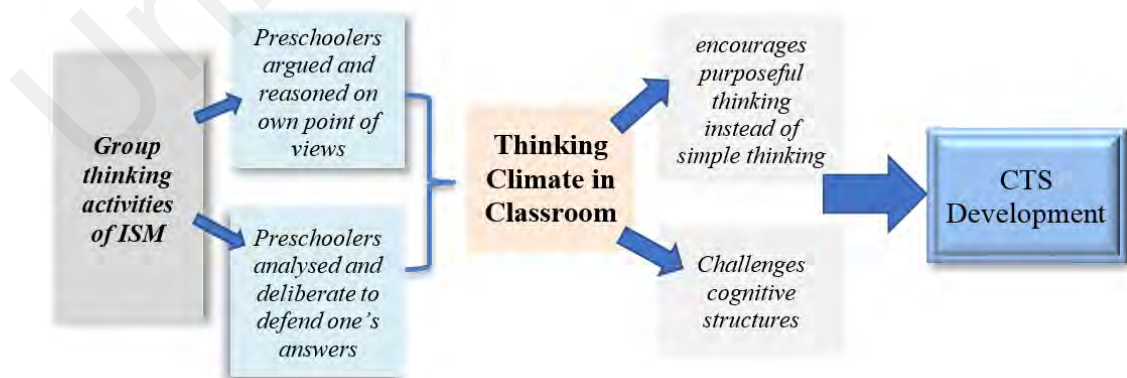 Group
thinking
activities
of ISM
Preschoolers
argued and
reasoned on
own point of
views
Preschoolers
analysed and
deliberate to
defend one's
answers
Thinking
Climate in
Classroom
encourages
purposeful
thinking
instead of
simple thinking
Challenges
cognitive
structures
CTS
Development